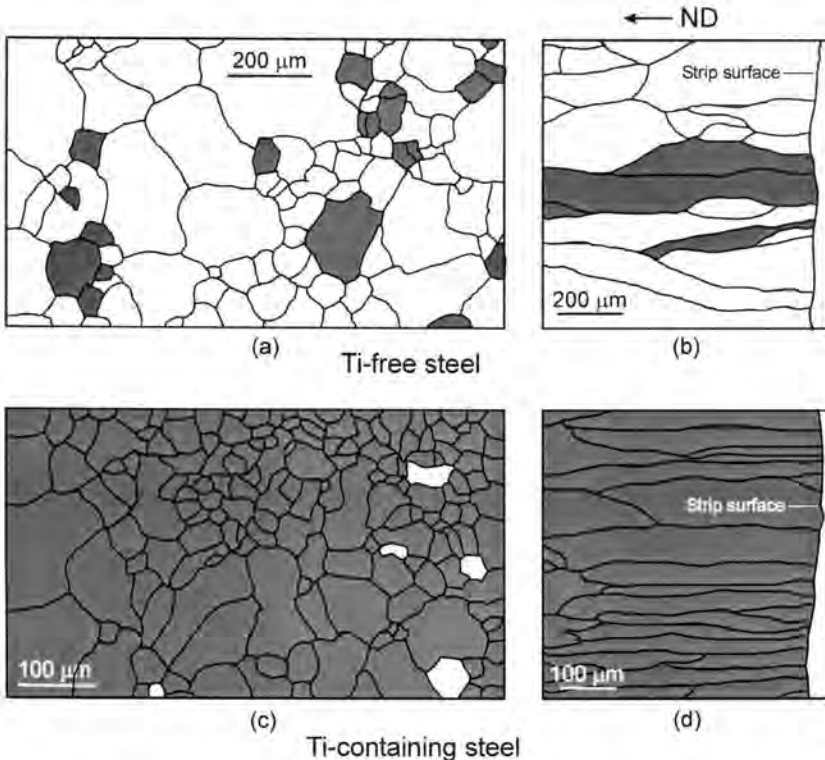 ← ND
200 μm
Strip surface
200 μm
(a)
(b)
Ti-free steel
Strip surface
100 μm
100 μm
(c)
(d)
Ti-containing steel